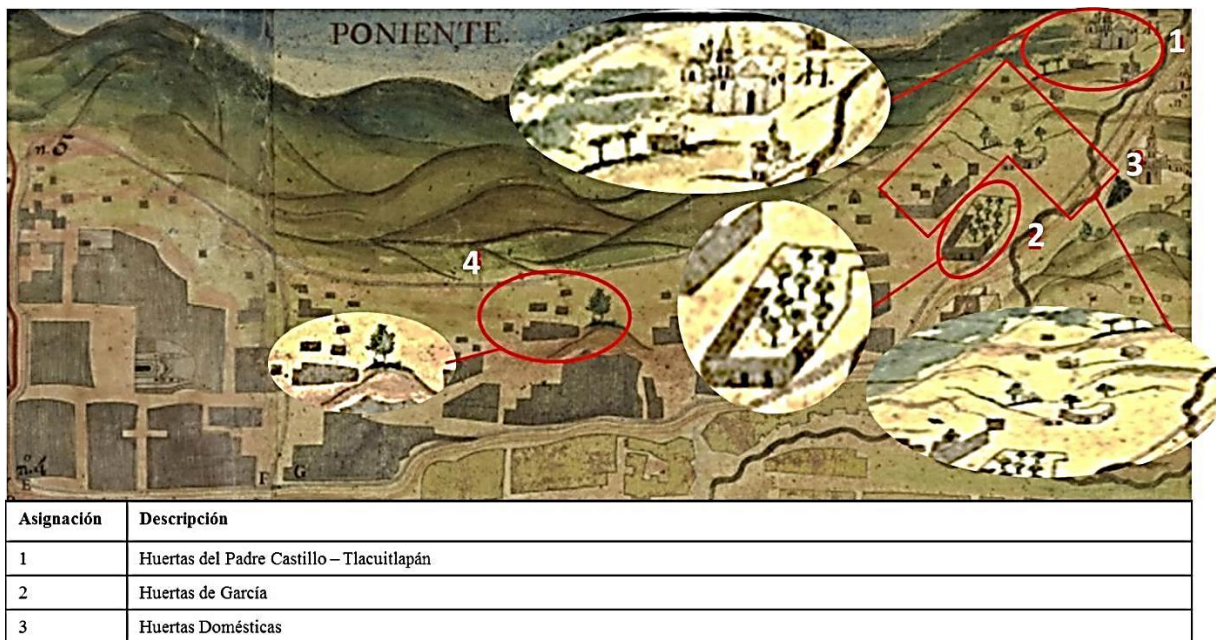 PONIENTE.
1
3
2
4
n. 4
E
F
G
Asignación Descripción
1 Huertas del Padre Castillo – Tlacuitlapán
2 Huertas de García
3 Huertas Domésticas